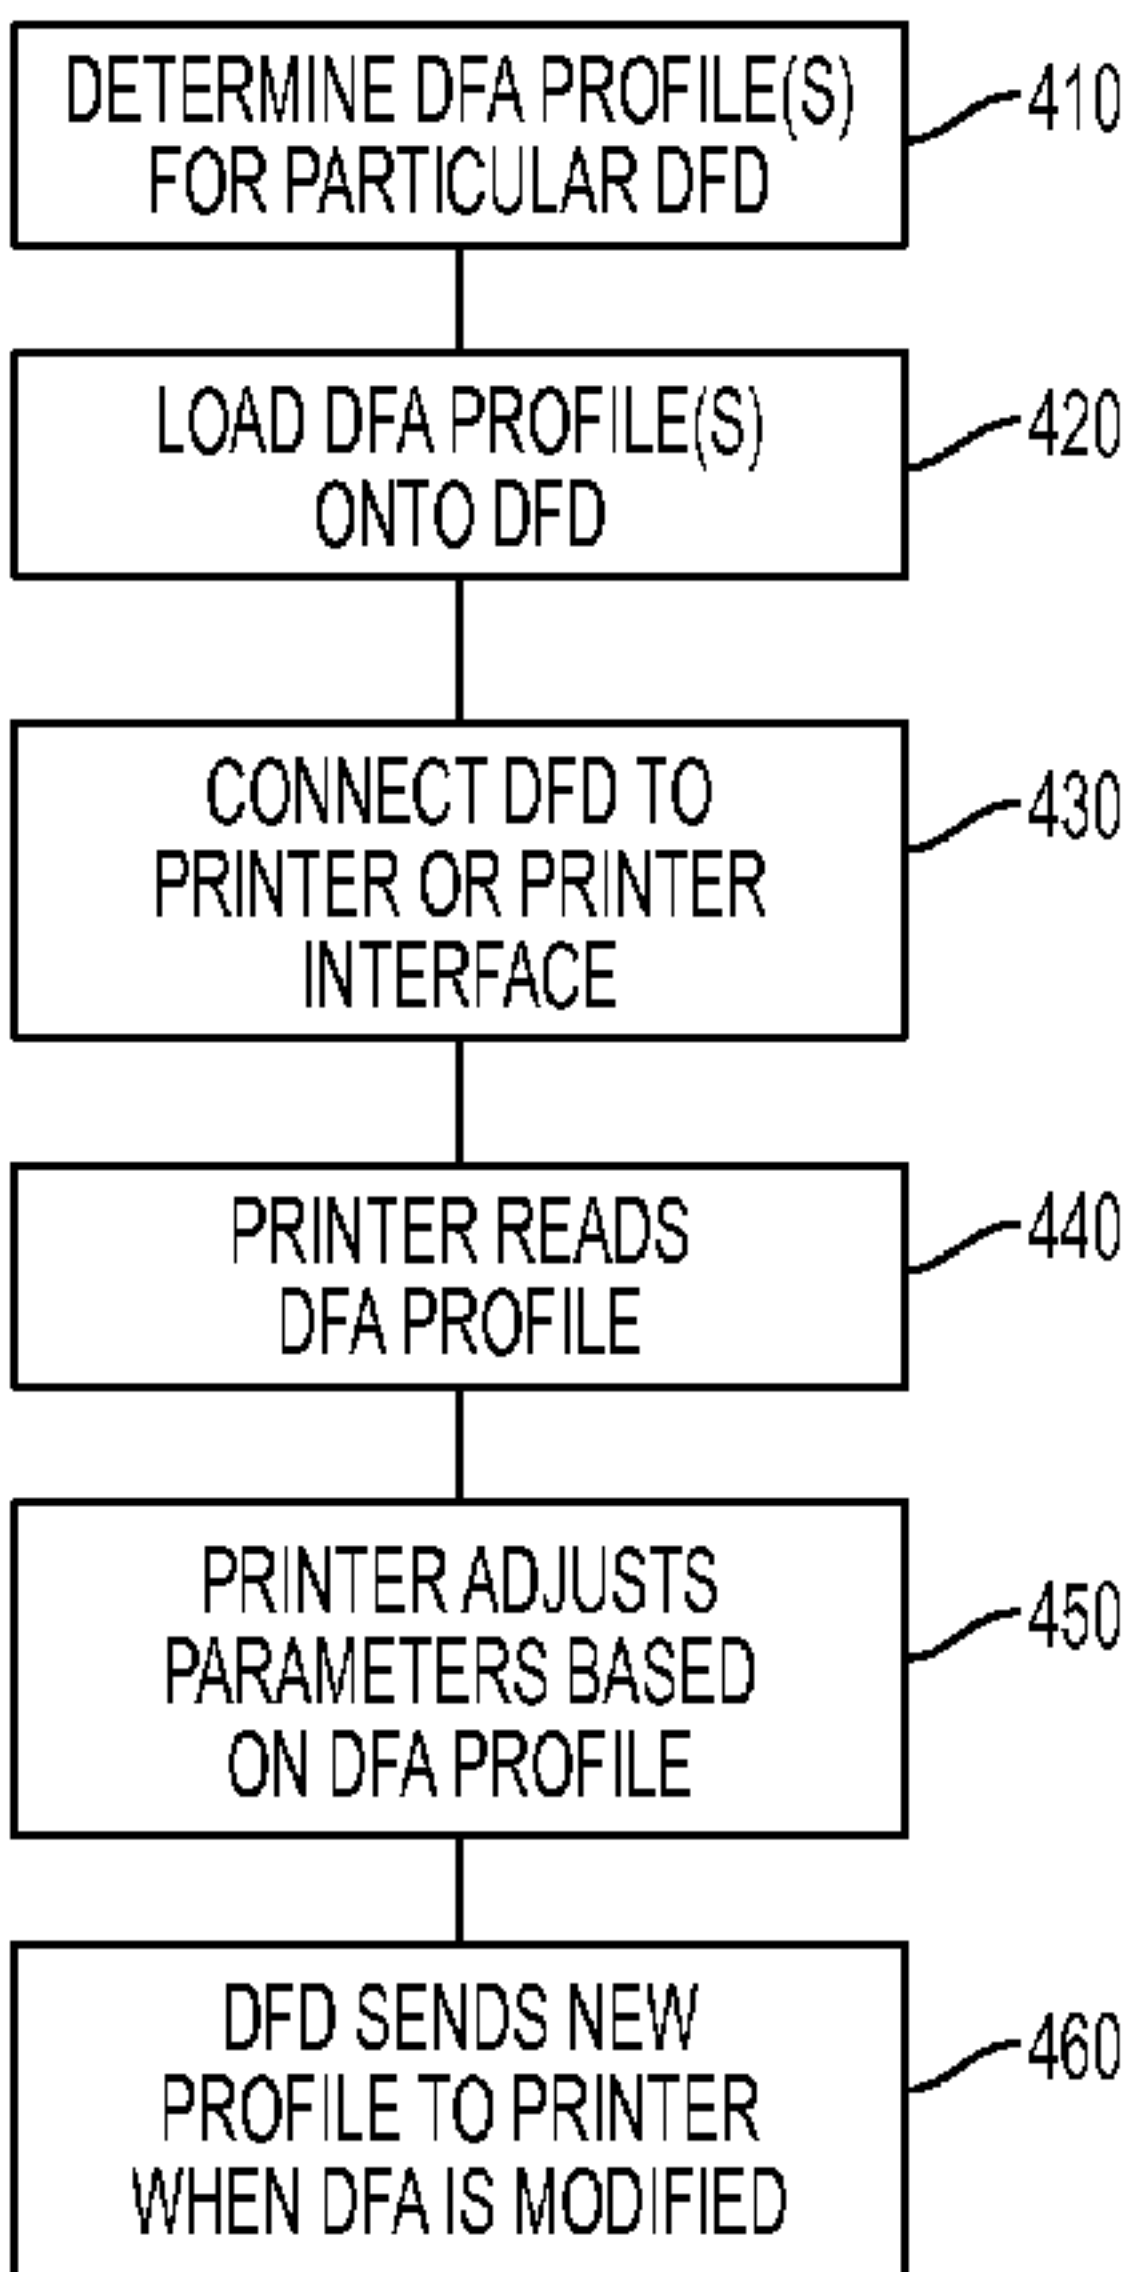 DETERMINE DFA PROFILE(S)
FOR PARTICULAR DFD
410
LOAD DFA PROFILE(S)
ONTO DFD
420
CONNECT DFD TO
PRINTER OR PRINTER
INTERFACE
430
PRINTER READS
DFA PROFILE
440
PRINTER ADJUSTS
PARAMETERS BASED
ON DFA PROFILE
450
DFD SENDS NEW
PROFILE TO PRINTER
WHEN DFA IS MODIFIED
460